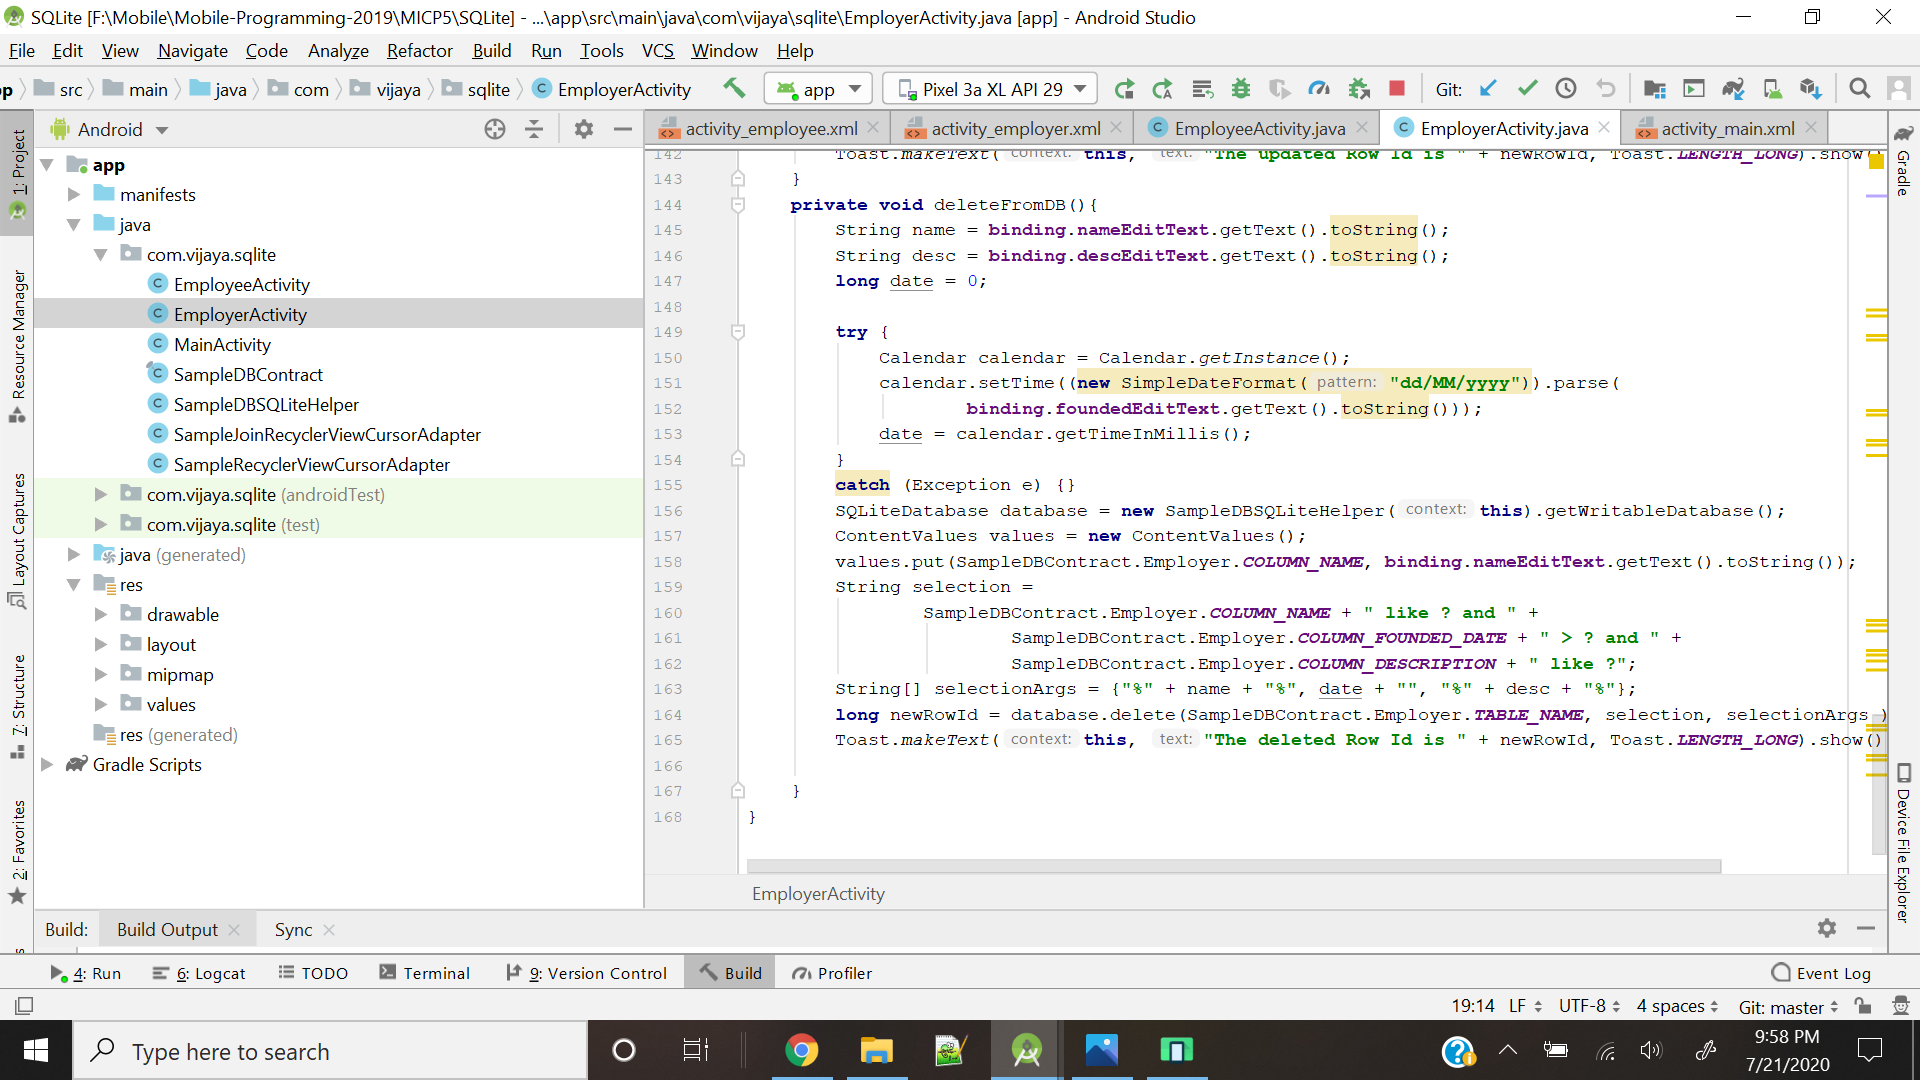 SQLite [F:\Mobile\Mobile-Programming-2019\MICP5\SQLite] - ...\app\src\main\java\com\vijaya\sqlite\EmployerActivity.java [app] - Android Studio
File Edit View Navigate Code Analyze Refactor Build Run Tools VCS Window Help
pp src main java com vijaya sqlite EmployerActivity app Pixel 3a XL API 29 Git:
Android
activity_employee.xml activity_employer.xml EmployeeActivity.java EmployerActivity.java activity_main.xml
1: Project
Resource Manager
Layout Captures
7: Structure
2: Favorites
app
manifests
java
com.vijaya.sqlite
EmployeeActivity
EmployerActivity
MainActivity
SampleDBContract
SampleDBSQLiteHelper
SampleJoinRecyclerViewCursorAdapter
SampleRecyclerViewCursorAdapter
com.vijaya.sqlite (androidTest)
com.vijaya.sqlite (test)
java (generated)
res
drawable
layout
mipmap
values
res (generated)
Gradle Scripts
142 Toast.makeText( context: this, text: "The updated Row Id is " + newRowId, Toast.LENGTH_LONG).show()
143 }
144 private void deleteFromDB(){
145 String name = binding.nameEditText.getText().toString();
146 String desc = binding.descEditText.getText().toString();
147 long date = 0;
148
149 try {
150 Calendar calendar = Calendar.getInstance();
151 calendar.setTime((new SimpleDateFormat( pattern: "dd/MM/yyyy")).parse(
152 binding.foundedEditText.getText().toString()));
153 date = calendar.getTimeInMillis();
154 }
155 catch (Exception e) {}
156 SQLiteDatabase database = new SampleDBSQLiteHelper( context: this).getWritableDatabase();
157 ContentValues values = new ContentValues();
158 values.put(SampleDBContract.Employer.COLUMN_NAME, binding.nameEditText.getText().toString());
159 String selection =
160 SampleDBContract.Employer.COLUMN_NAME + " like ? and " +
161 SampleDBContract.Employer.COLUMN_FOUNDED_DATE + " > ? and " +
162 SampleDBContract.Employer.COLUMN_DESCRIPTION + " like ?";
163 String[] selectionArgs = {"%" + name + "%", date + "", "%" + desc + "%"};
164 long newRowId = database.delete(SampleDBContract.Employer.TABLE_NAME, selection, selectionArgs )
165 Toast.makeText( context: this, text: "The deleted Row Id is " + newRowId, Toast.LENGTH_LONG).show()
166
167 }
168 }
EmployerActivity
Gradle
Device File Explorer
Build: Build Output Sync
4: Run 6: Logcat TODO Terminal 9: Version Control Build Profiler Event Log
19:14 LF UTF-8 4 spaces Git: master
Type here to search
9:58 PM
7/21/2020